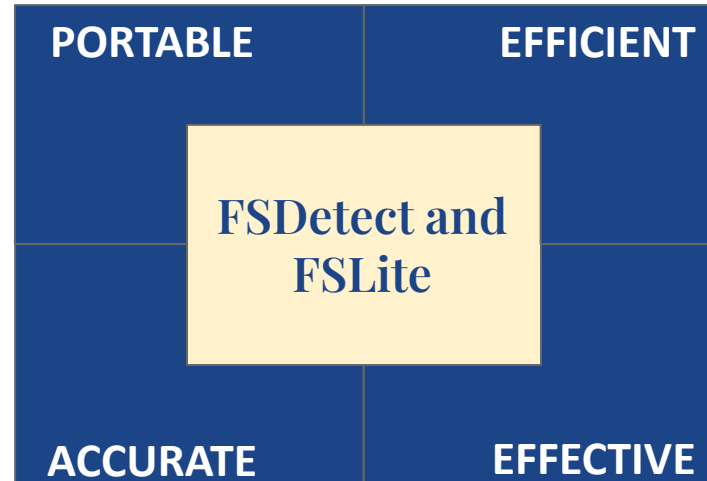 PORTABLE
EFFICIENT
FSDetect and
FSLite
ACCURATE
EFFECTIVE